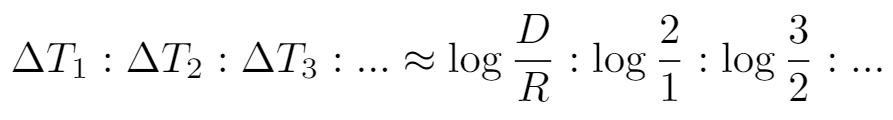 ΔT₁ : ΔT₂ : ΔT₃ : ... ≈ log D/R : log 2/1 : log 3/2 : ...